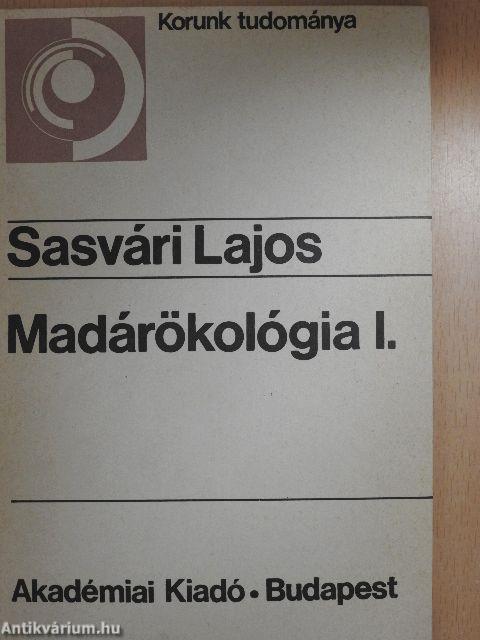 Korunk tudománya
Sasvári Lajos
Madárökológia I.
Akadémiai Kiadó • Budapest
Antikvárium.hu